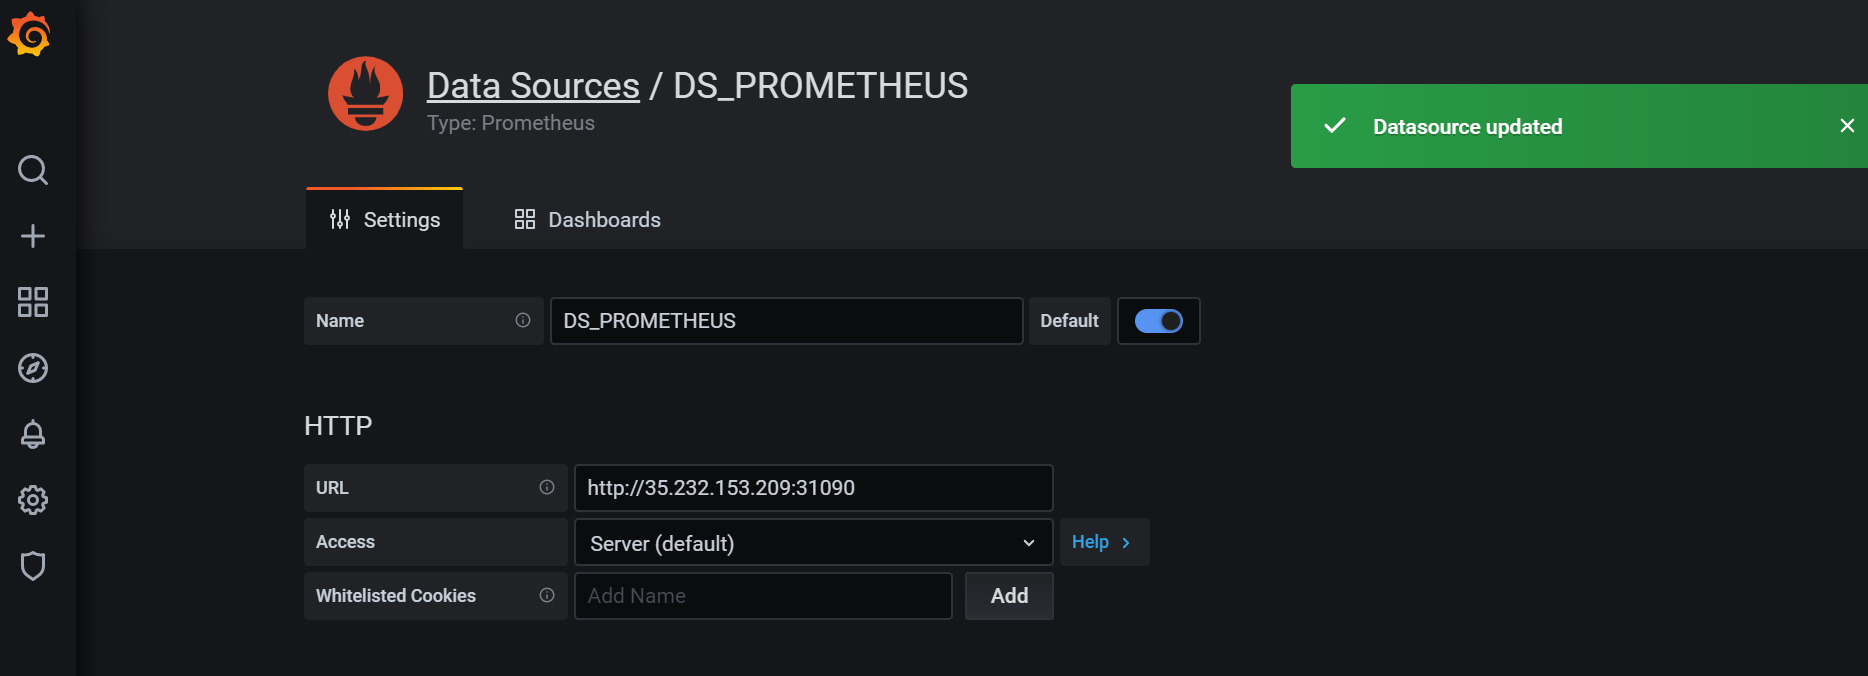 Data Sources / DS_PROMETHEUS
Type: Prometheus
Datasource updated
Settings
Dashboards
Name
DS_PROMETHEUS
Default
HTTP
URL
http://35.232.153.209:31090
Access
Server (default)
Help
Whitelisted Cookies
Add Name
Add